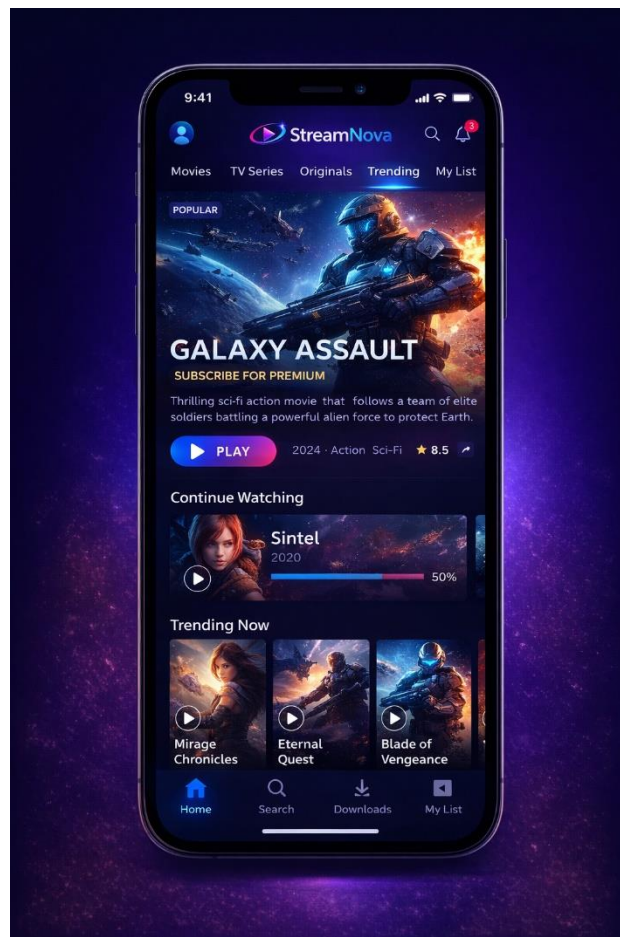 9:41
StreamNova
3
Movies TV Series Originals Trending My List
POPULAR
GALAXY ASSAULT
SUBSCRIBE FOR PREMIUM
Thrilling sci-fi action movie that follows a team of elite
soldiers battling a powerful alien force to protect Earth.
PLAY 2024 · Action Sci-Fi 8.5
Continue Watching
Sintel
2020
50%
Trending Now
Mirage
Chronicles
Eternal
Quest
Blade of
Vengeance
Home Search Downloads My List